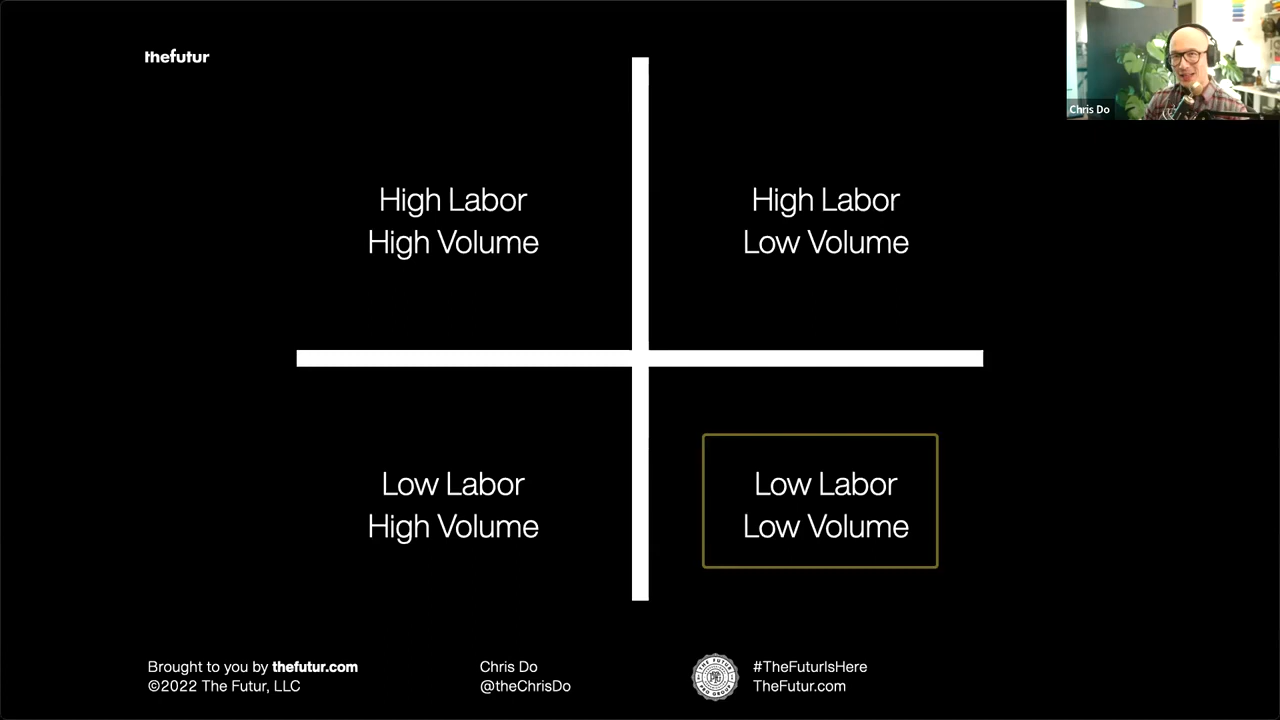 thefutur
Chris Do
High Labor
High Volume
High Labor
Low Volume
Low Labor
High Volume
Low Labor
Low Volume
Brought to you by thefutur.com
©2022 The Futur, LLC
Chris Do
@theChrisDo
#TheFuturIsHere
TheFutur.com